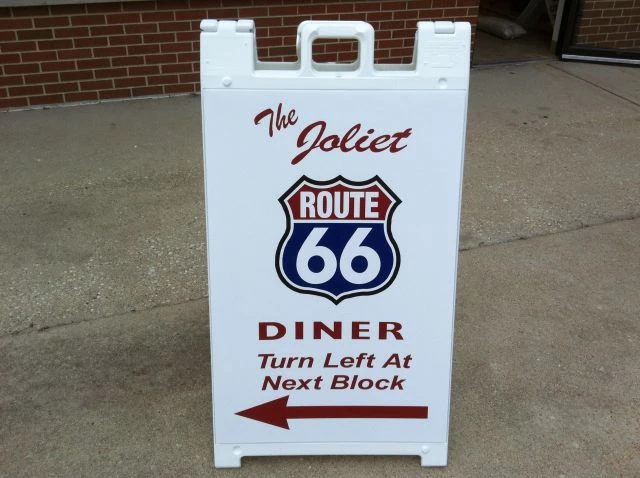 The
Joliet
ROUTE
66
DINER
Turn Left At
Next Block